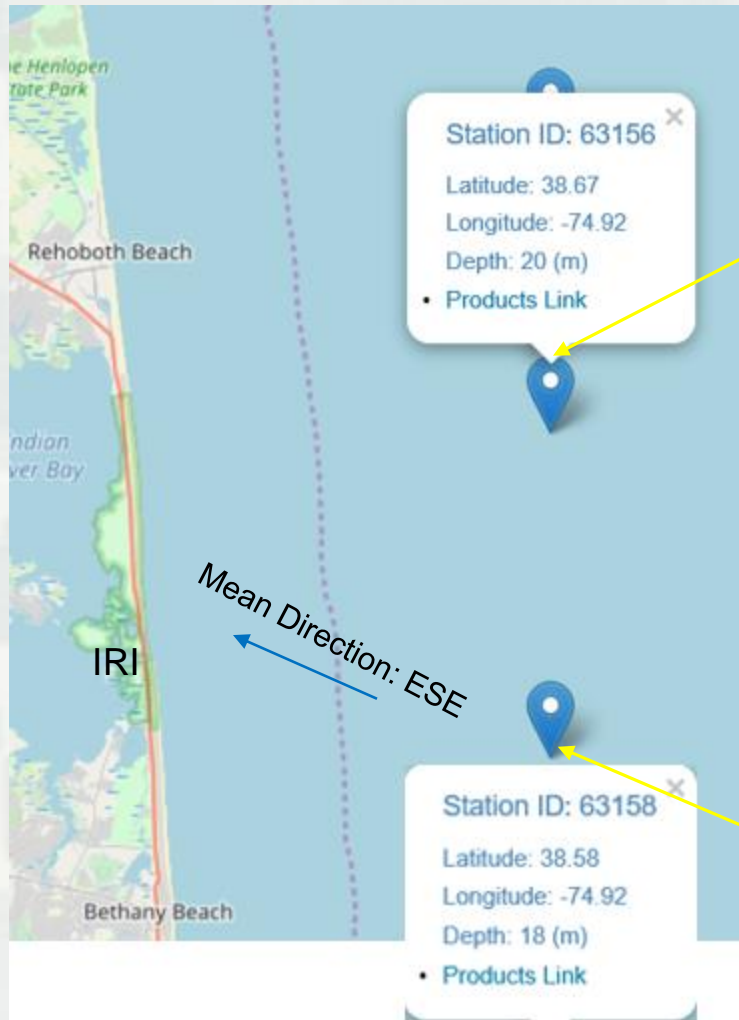 e Henlopen
tate Park
Station ID: 63156
×
Latitude: 38.67
Longitude: -74.92
Depth: 20 (m)
• Products Link
Rehoboth Beach
ndian
ver Bay
Mean Direction: ESE
IRI
Station ID: 63158
×
Latitude: 38.58
Longitude: -74.92
Depth: 18 (m)
• Products Link
Bethany Beach